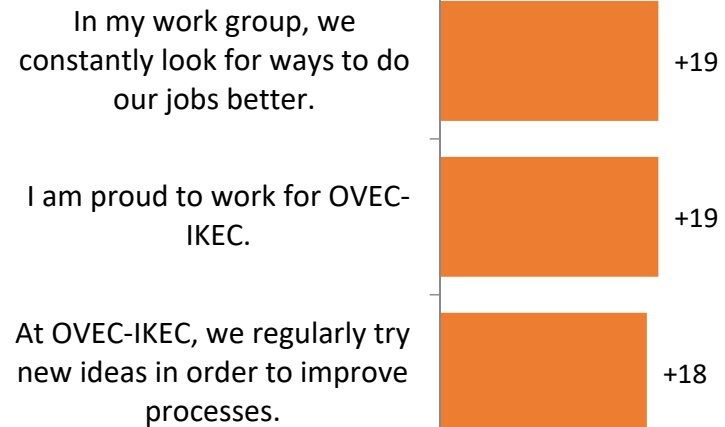 In my work group, we
constantly look for ways to do
our jobs better.
+19
I am proud to work for OVEC-
IKEC.
+19
At OVEC-IKEC, we regularly try
new ideas in order to improve
processes.
+18